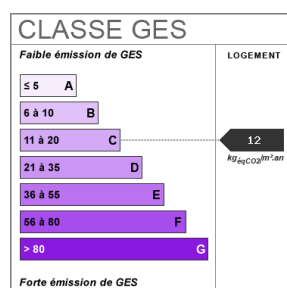 CLASSE GES
Faible émission de GES
LOGEMENT
≤ 5 A
6 à 10 B
11 à 20 C
12
kgéqCO2/m².an
21 à 35 D
36 à 55 E
56 à 80 F
> 80 G
Forte émission de GES